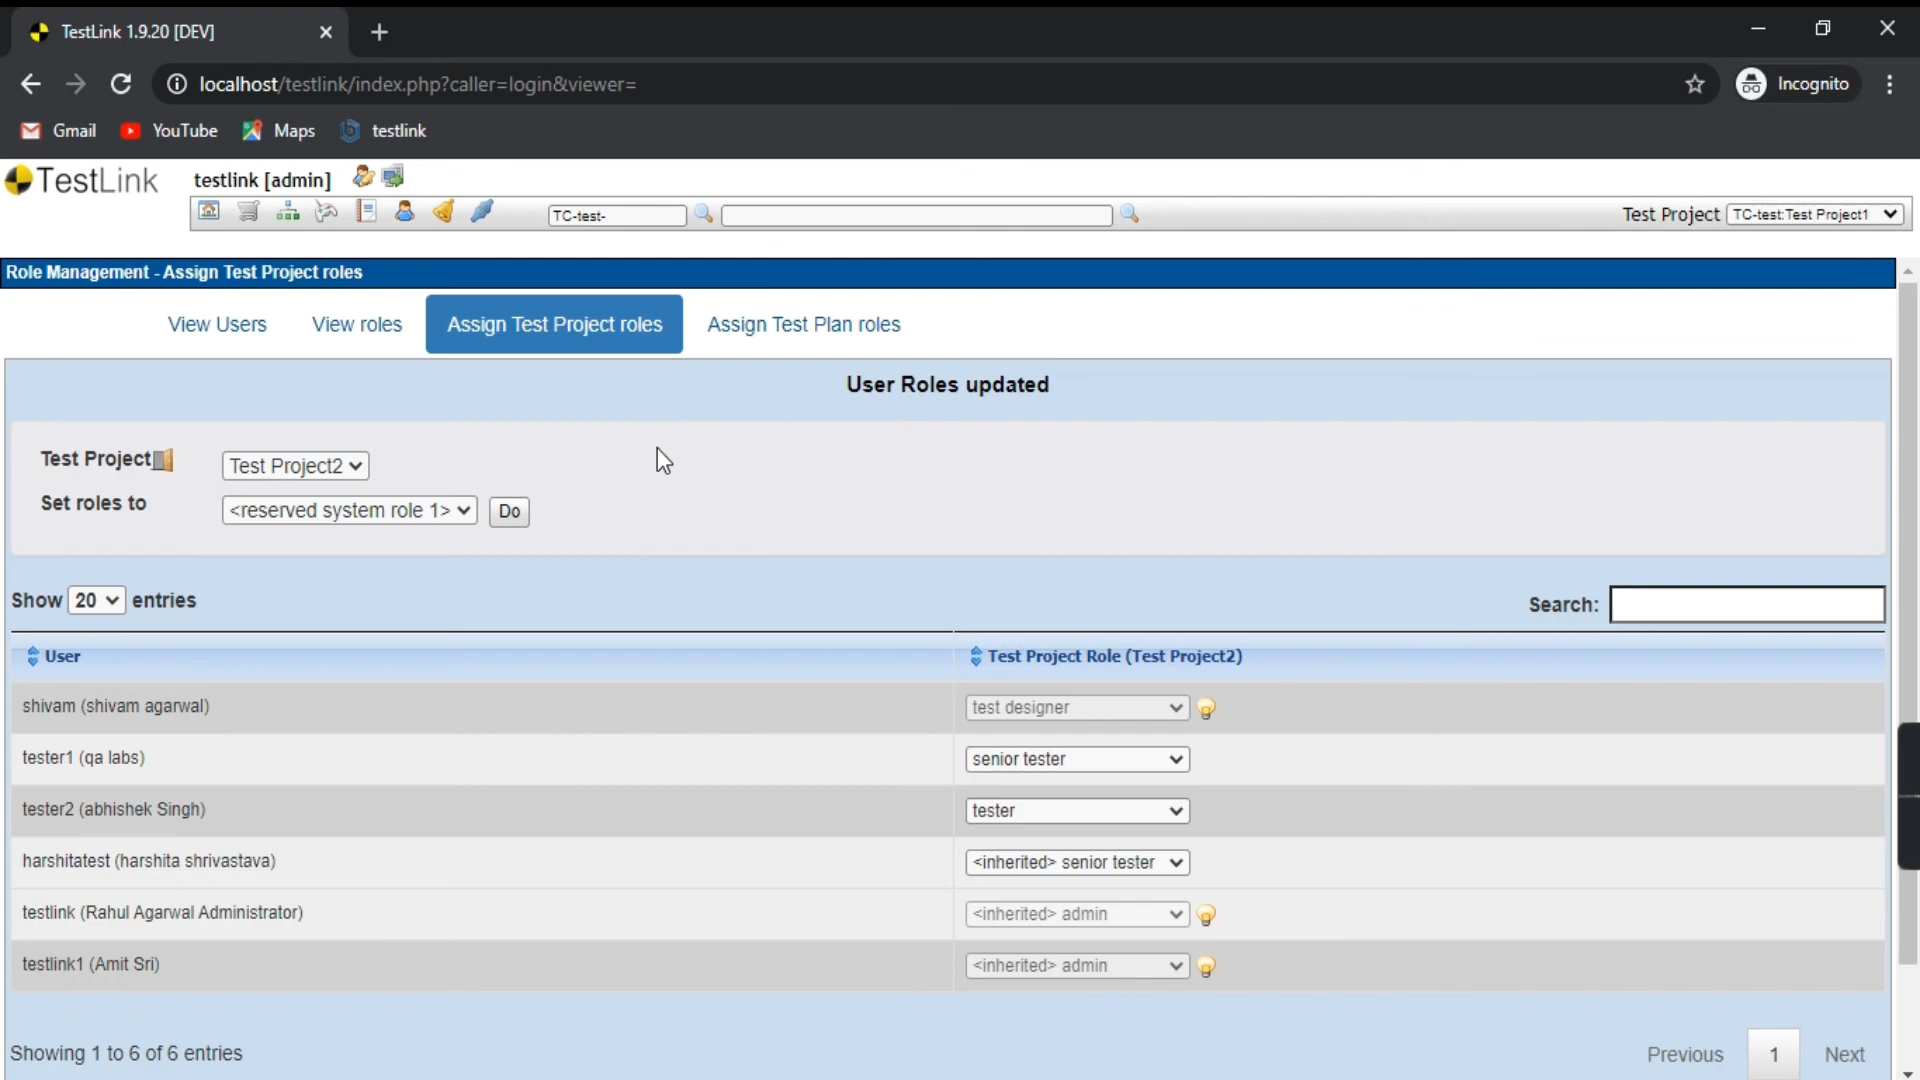 TestLink 1.9.20 [DEV]
localhost/testlink/index.php?caller=login&viewer=
Incognito
Gmail YouTube Maps testlink
TestLink testlink [admin]
TC-test- Test Project TC-test:Test Project1
Role Management - Assign Test Project roles
View Users View roles Assign Test Project roles Assign Test Plan roles
User Roles updated
Test Project Test Project2
Set roles to <reserved system role 1> Do
Show 20 entries Search:
User Test Project Role (Test Project2)
shivam (shivam agarwal) test designer
tester1 (qa labs) senior tester
tester2 (abhishek Singh) tester
harshitatest (harshita shrivastava) <inherited> senior tester
testlink (Rahul Agarwal Administrator) <inherited> admin
testlink1 (Amit Sri) <inherited> admin
Showing 1 to 6 of 6 entries Previous 1 Next